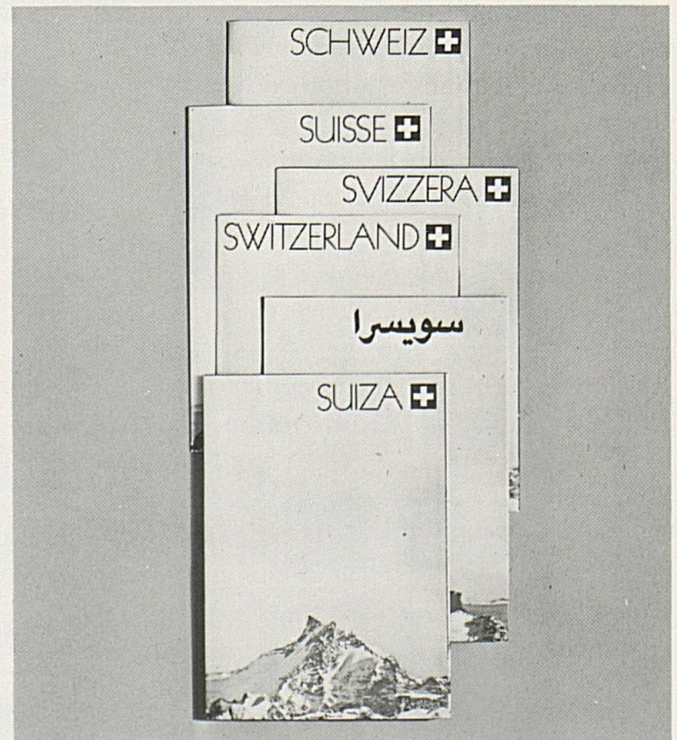 SCHWEIZ
SUISSE
SVIZZERA
SWITZERLAND
سويسرا
SUIZA